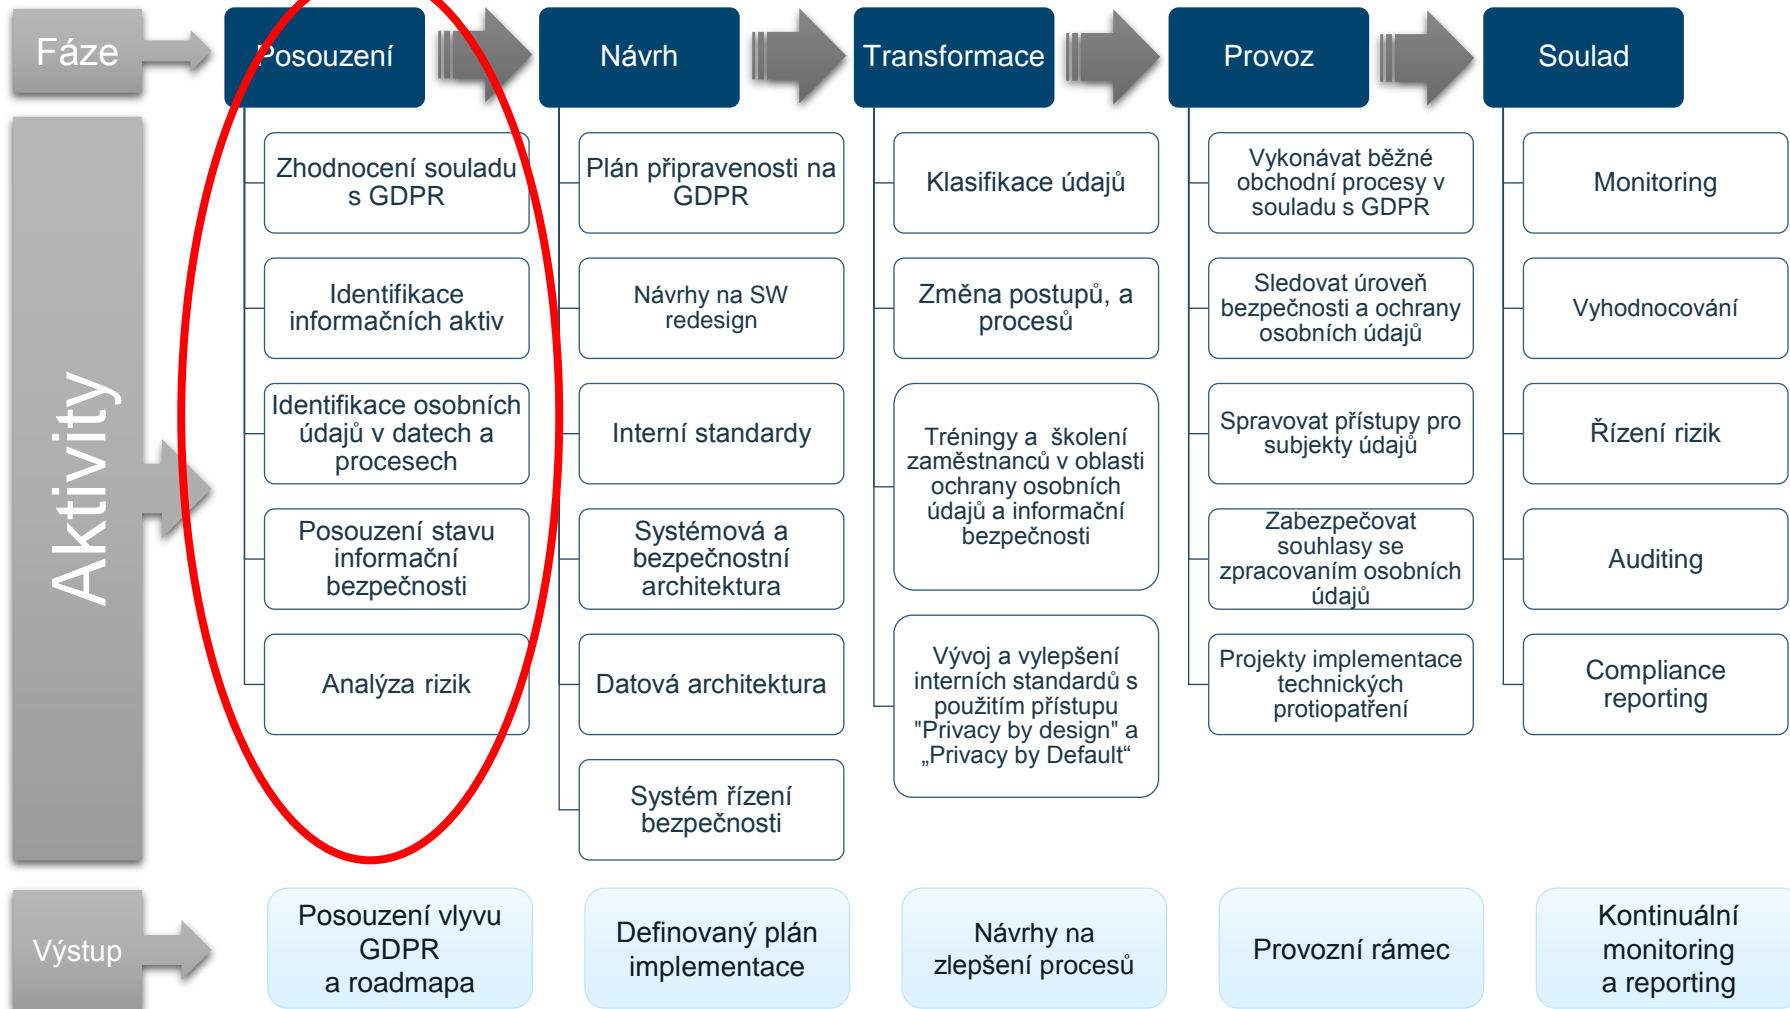 Fáze
Posouzení
Návrh
Transformace
Provoz
Soulad
Aktivity
Zhodnocení souladu
s GDPR
Identifikace
informačních aktiv
Identifikace osobních
údajů v datech a
procesech
Posouzení stavu
informační
bezpečnosti
Analýza rizik
Plán připravenosti na
GDPR
Návrhy na SW
redesign
Interní standardy
Systémová a
bezpečnostní
architektura
Datová architektura
Systém řízení
bezpečnosti
Klasifikace údajů
Změna postupů, a
procesů
Tréningy a  školení
zaměstnanců v oblasti
ochrany osobních
údajů a informační
bezpečnosti
Vývoj a vylepšení
interních standardů s
použitím přístupu
"Privacy by design" a
„Privacy by Default“
Vykonávat běžné
obchodní procesy v
souladu s GDPR
Sledovat úroveň
bezpečnosti a ochrany
osobních údajů
Spravovat přístupy pro
subjekty údajů
Zabezpečovat
souhlasy se
zpracovaním osobních
údajů
Projekty implementace
technických
protiopatření
Monitoring
Vyhodnocování
Řízení rizik
Auditing
Compliance
reporting
Výstup
Posouzení vlyvu
GDPR
a roadmapa
Definovaný plán
implementace
Návrhy na
zlepšení procesů
Provozní rámec
Kontinuální
monitoring
a reporting